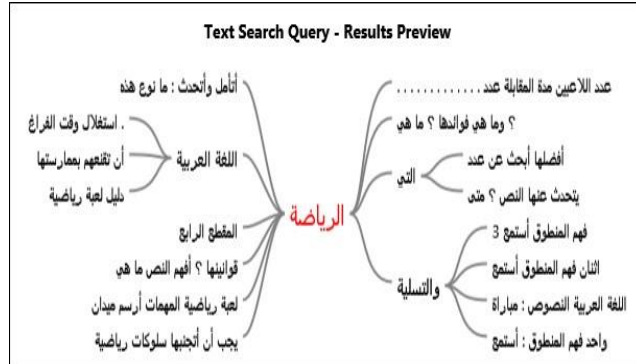 Text Search Query - Results Preview
عدد اللاعبين مدة المقابلة عدد . . . . . . . . . . . . .
؟ وما هي فوائدها ؟ ما هي
أفضلها أبحث عن عدد
التي
يتحدث عنها النص ؟ متى
فهم المنطوق أستمع 3
اثنان فهم المنطوق أستمع
والتسلية
اللغة العربية النصوص : مباراة
واحد فهم المنطوق : أستمع
الرياضة
أتأمل وأتحدث : ما نوع هذه
. استغلال وقت الفراغ
اللغة العربية
أن تقنعهم بممارستها
دليل لعبة رياضية
المقطع الرابع
قوانينها ؟ أفهم النص ما هي
لعبة رياضية المهمات أرسم ميدان
يجب أن أتجنبها سلوكات رياضية